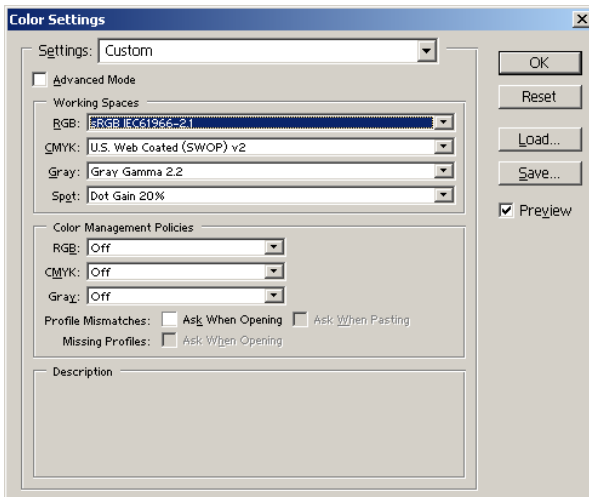 Color Settings
Settings: Custom
OK
Advanced Mode
Reset
Working Spaces
RGB: sRGB IEC61966-2.1
CMYK: U.S. Web Coated (SWOP) v2
Load...
Gray: Gray Gamma 2.2
Save...
Spot: Dot Gain 20%
Preview
Color Management Policies
RGB: Off
CMYK: Off
Gray: Off
Profile Mismatches: Ask When Opening Ask When Pasting
Missing Profiles: Ask When Opening
Description